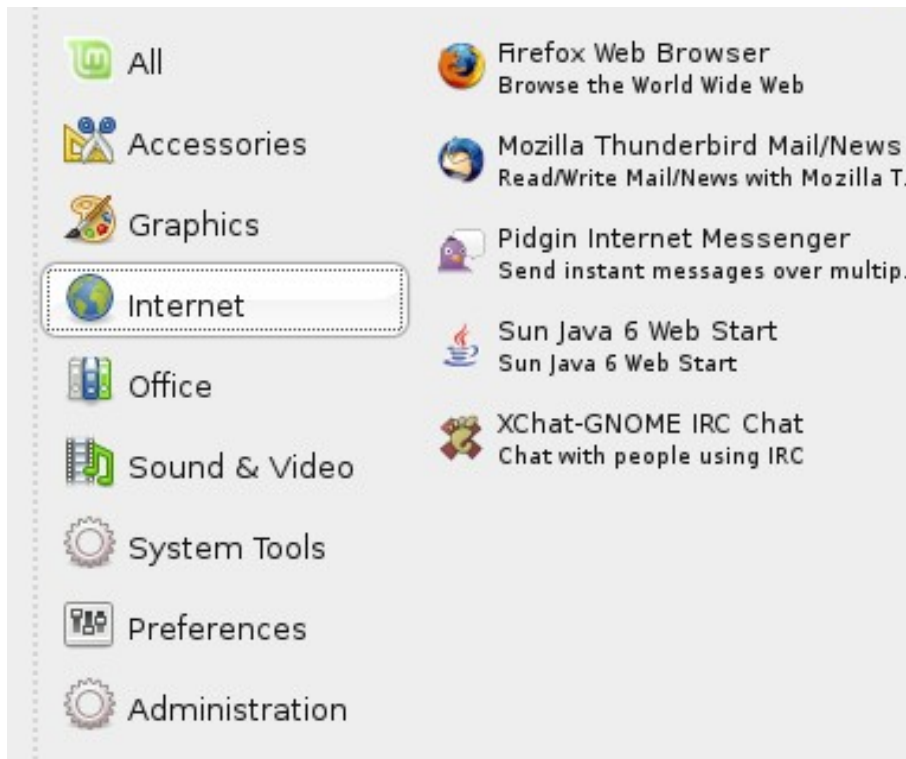 All
Accessories
Graphics
Internet
Office
Sound & Video
System Tools
Preferences
Administration
Firefox Web Browser
Browse the World Wide Web
Mozilla Thunderbird Mail/News
Read/Write Mail/News with Mozilla T.
Pidgin Internet Messenger
Send instant messages over multip.
Sun Java 6 Web Start
Sun Java 6 Web Start
XChat-GNOME IRC Chat
Chat with people using IRC